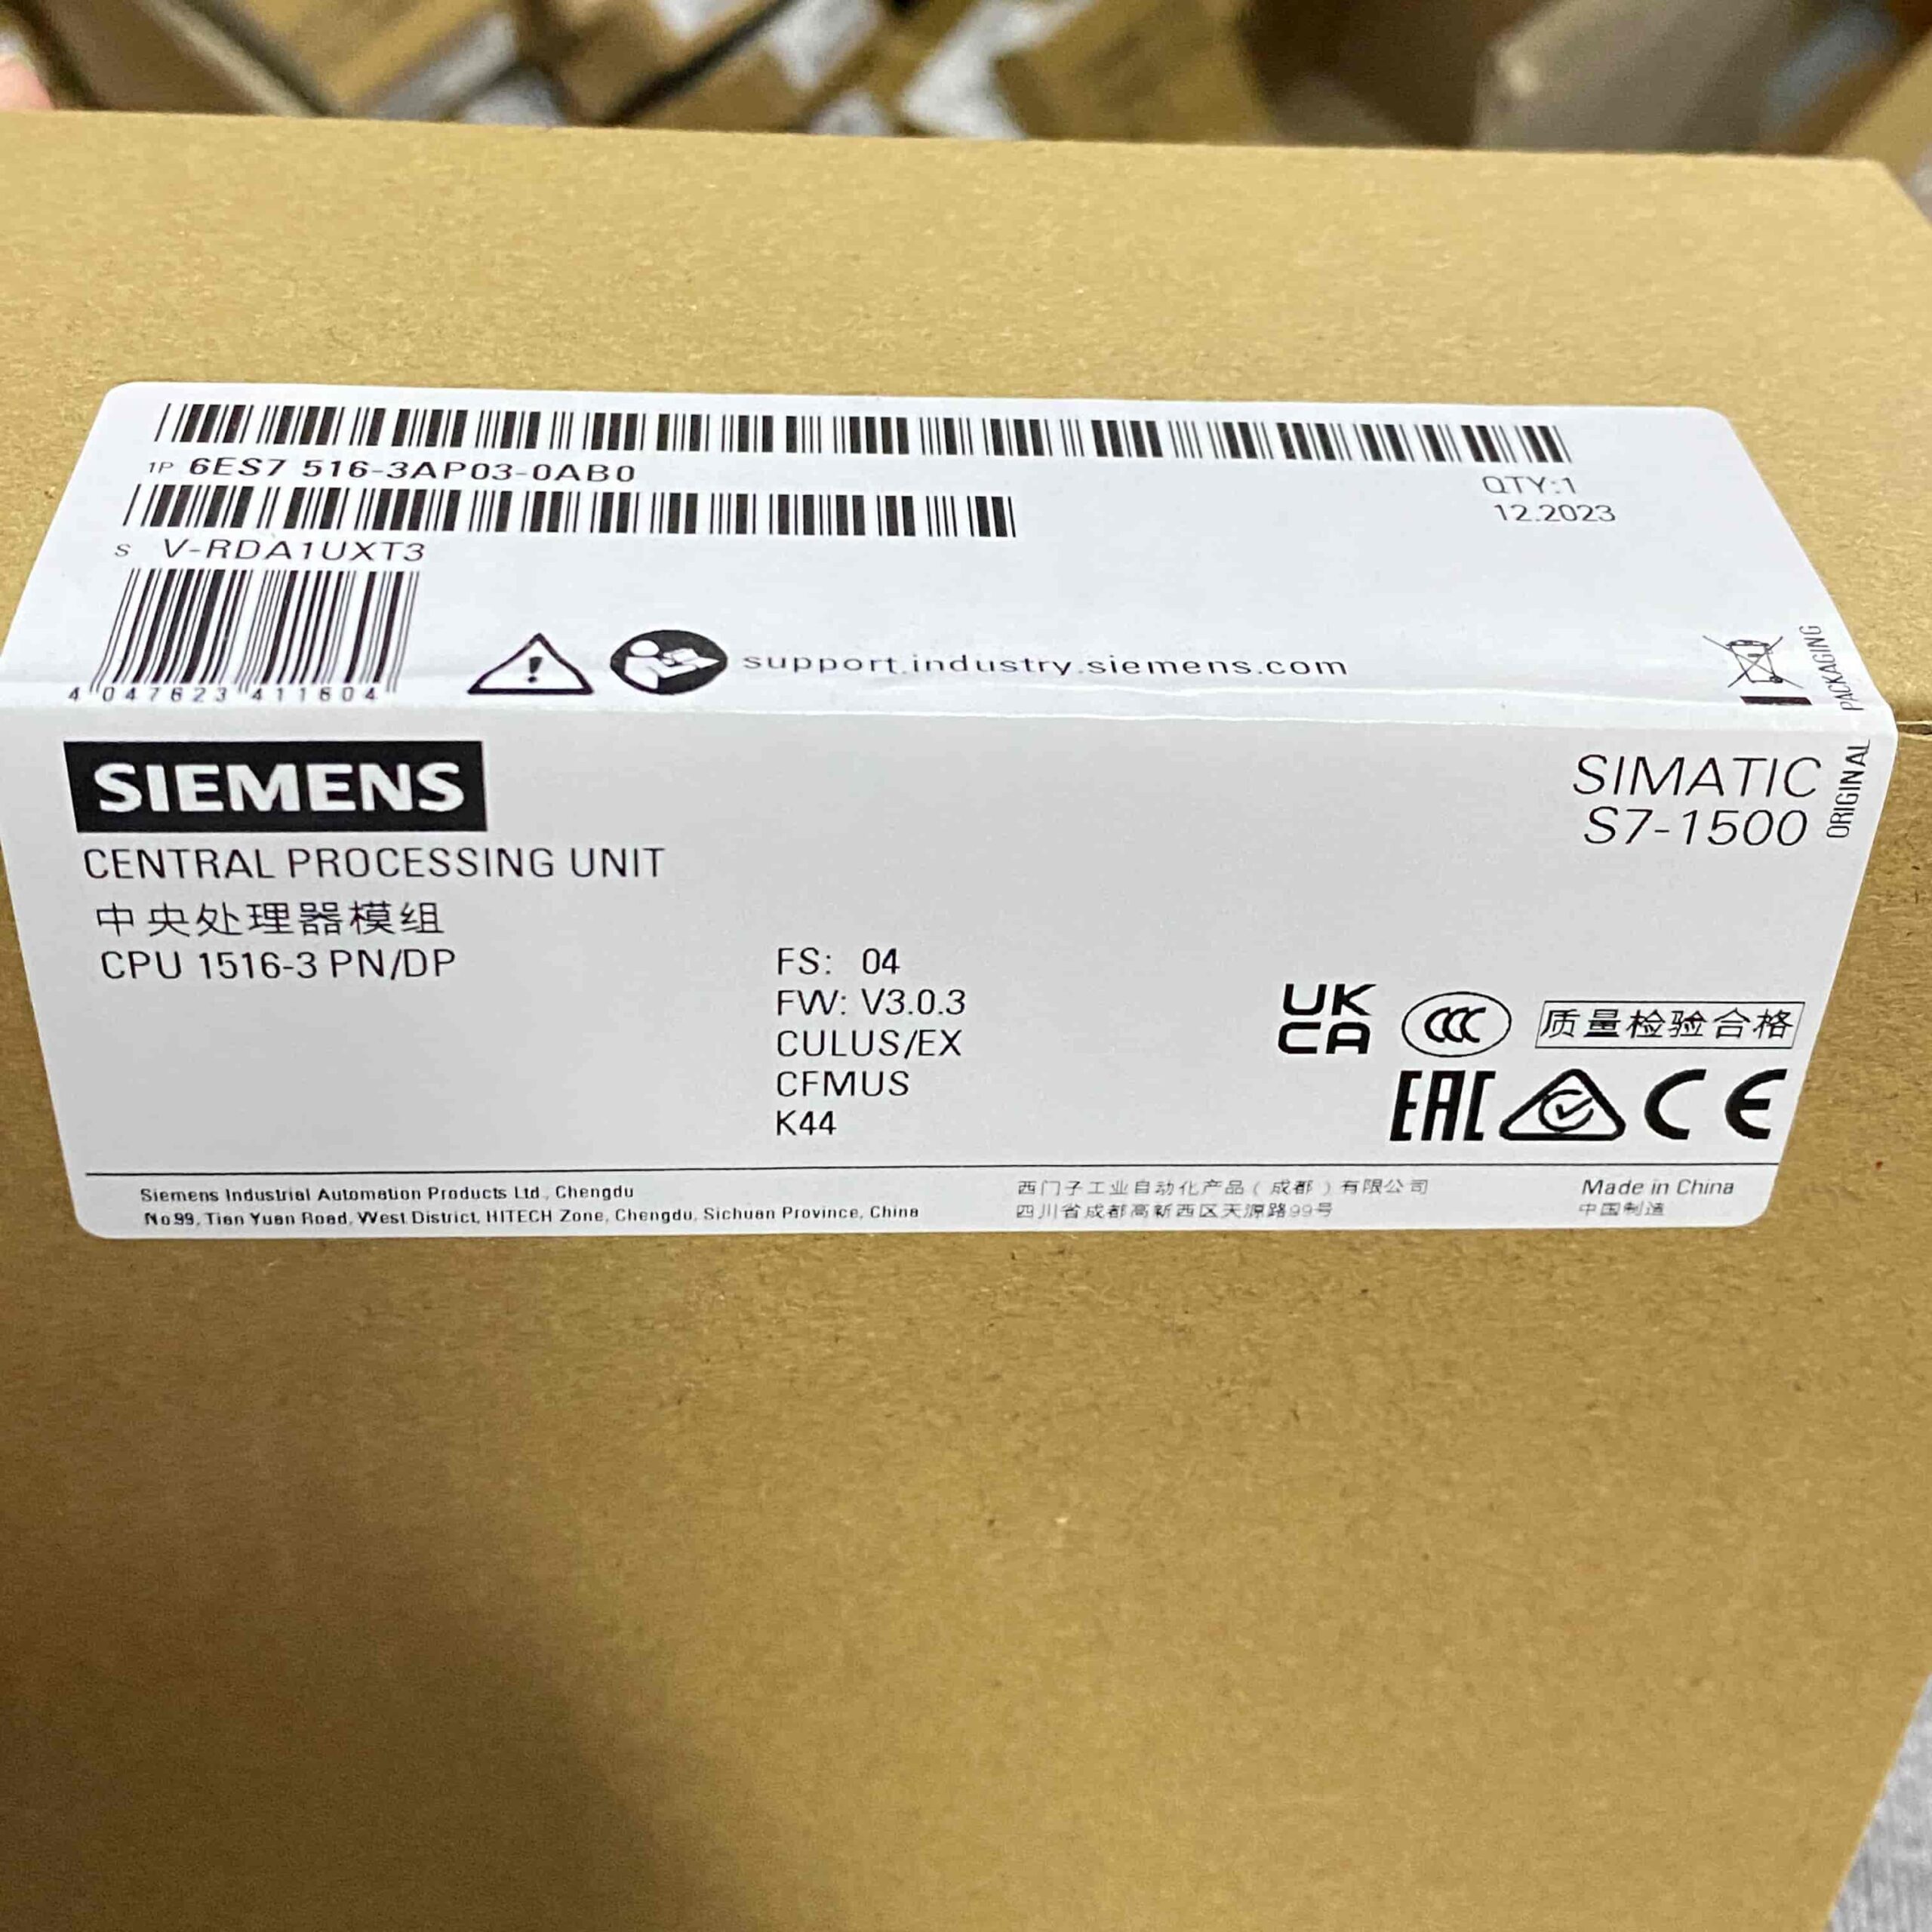 1P 6ES7 516-3AP03-0AB0
QTY:1
12.2023
S V-RDA1UXT3
4 047623 411604
support.industry.siemens.com
ORIGINAL PACKAGING
SIEMENS
SIMATIC
S7-1500
CENTRAL PROCESSING UNIT
中央处理器模组
CPU 1516-3 PN/DP
FS: 04
FW: V3.0.3
CULUS/EX
CFMUS
K44
UK
CA
CCC
质量检验合格
EAC
CE
Siemens Industrial Automation Products Ltd., Chengdu
No.99, Tian Yuan Road, West District, HITECH Zone, Chengdu, Sichuan Province, China
西门子工业自动化产品(成都)有限公司
四川省成都高新西区天源路99号
Made in China
中国制造